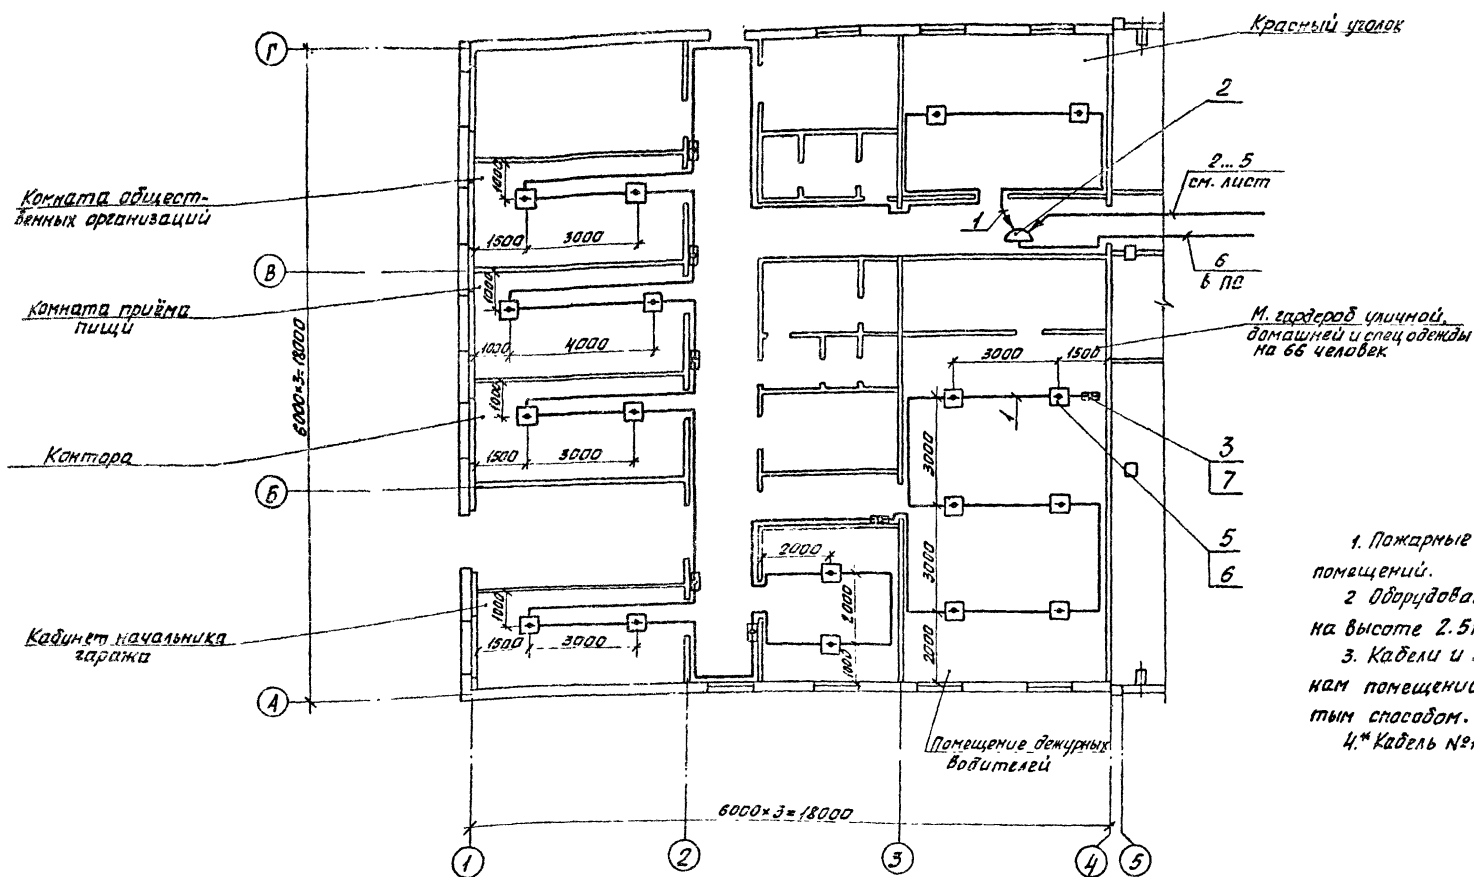 Красный уголок
Г
2
2...5
см. лист
1
6
в ПС
Комната общест-
венных организаций
1000
1500
3000
В
Комната приёма
пищи
1000
1000
4000
6000×3=18000
М. гардероб уличной,
домашней и спец одежды
на 66 человек
3000
1500
1
3
7
Контора
1000
1500
3000
3000
Б
5
6
2000
3000
2000
2000
1000
Кабинет начальника
гаража
1000
1500
3000
А
Помещение дежурных
водителей
6000×3=18000
1
2
3
4
5
1. Пожарные
помещений.
2 Оборудова
на высоте 2.5
3. Кабели и
нам помещений
тым способом.
4.* Кабель №